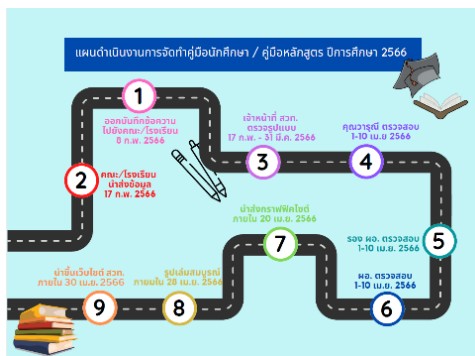 แผนดำเนินงานการจัดทำคู่มือนักศึกษา / คู่มือหลักสูตร ปีการศึกษา 2566
1
ออกบันทึกข้อความ
ไปยังคณะ/โรงเรียน
8 ก.พ. 2566
2
คณะ/โรงเรียน
นำส่งข้อมูล
17 ก.พ. 2566
เจ้าหน้าที่ สวท.
ตรวจรูปแบบ
17 ก.พ. - 31 มี.ค. 2566
3
คุณวารุณี ตรวจสอบ
1-10 เม.ย 2566
4
รอง ผอ. ตรวจสอบ
1-10 เม.ย. 2566
5
ผอ. ตรวจสอบ
1-10 เม.ย. 2566
6
นำส่งกราฟฟิคไซต์
ภายใน 20 เม.ย. 2566
7
รูปเล่มสมบูรณ์
ภายใน 28 เม.ย. 2566
8
นำขึ้นเว็บไซต์ สวท.
ภายใน 30 เม.ย. 2566
9